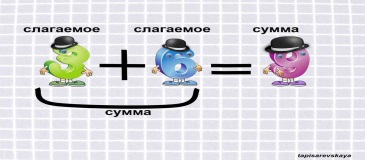 слагаемое слагаемое сумма
3 + 6 = 9
сумма
tapisarevskaya